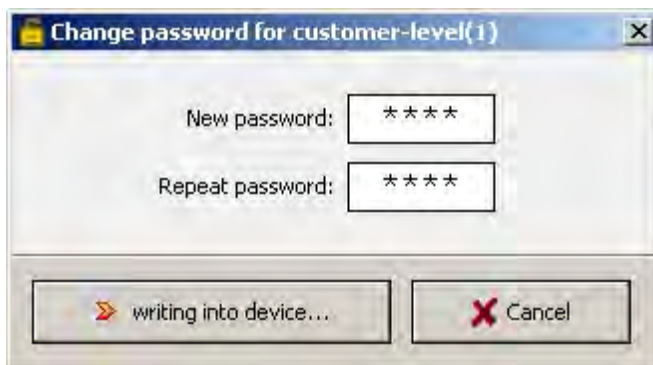 Change password for customer-level(1)
New password: ****
Repeat password: ****
writing into device... Cancel